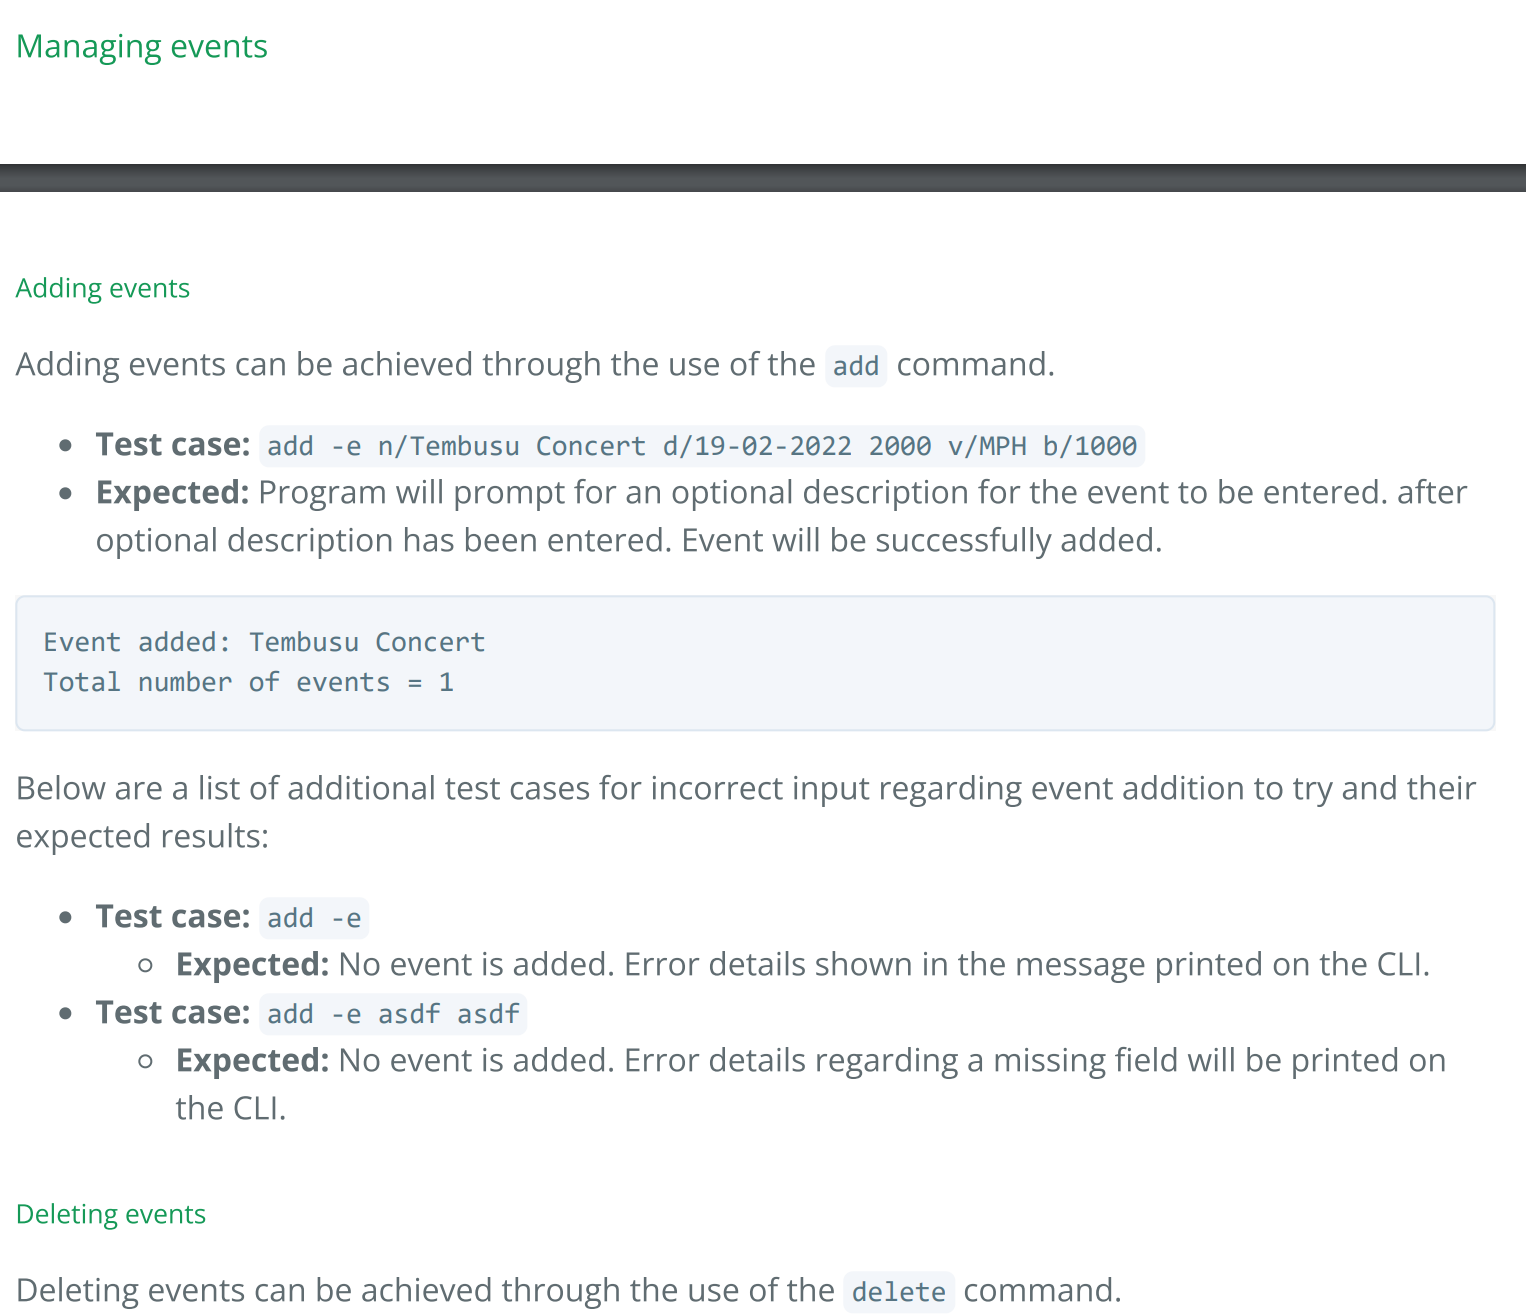 Managing events
Adding events
Adding events can be achieved through the use of the add command.
Test case: add -e n/Tembusu Concert d/19-02-2022 2000 v/MPH b/1000
Expected: Program will prompt for an optional description for the event to be entered. after
optional description has been entered. Event will be successfully added.
Event added: Tembusu Concert
Total number of events = 1
Below are a list of additional test cases for incorrect input regarding event addition to try and their
expected results:
Test case: add -e
Expected: No event is added. Error details shown in the message printed on the CLI.
Test case: add -e asdf asdf
Expected: No event is added. Error details regarding a missing field will be printed on
the CLI.
Deleting events
Deleting events can be achieved through the use of the delete command.